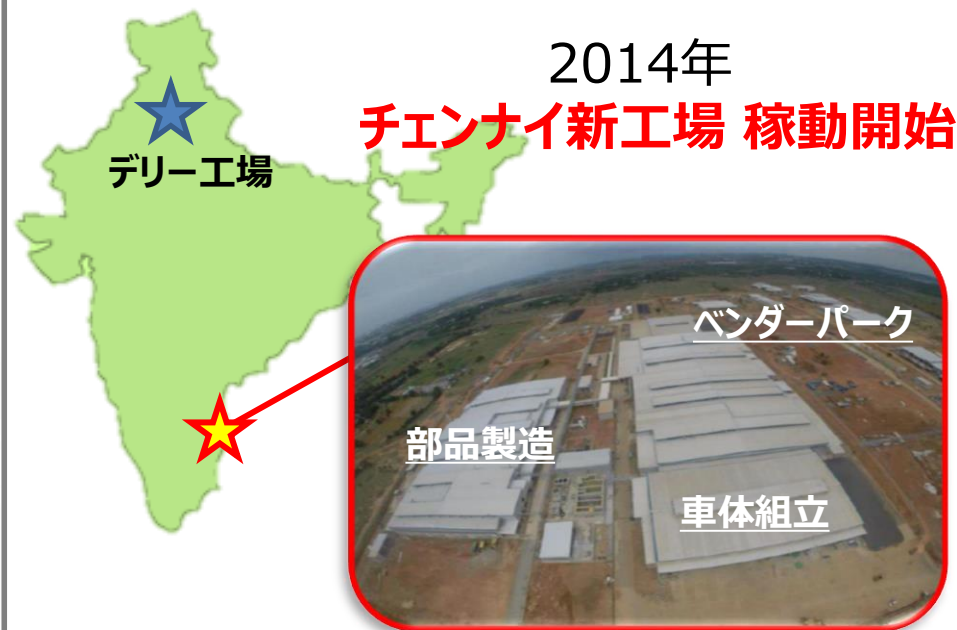 2014年
チェンナイ新工場 稼動開始
デリー工場
ベンダーパーク
部品製造
車体組立